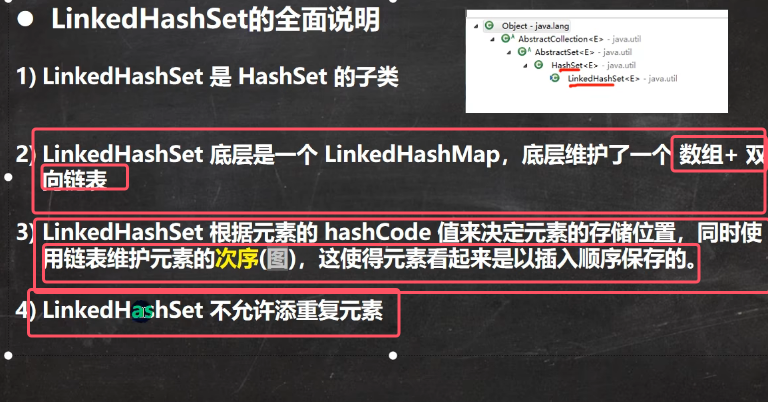 ● LinkedHashSet的全面说明
Object - java.lang
AbstractCollection<E> - java.util
AbstractSet<E> - java.util
HashSet<E> - java.util
LinkedHashSet<E> - java.util
1) LinkedHashSet 是 HashSet 的子类
2) LinkedHashSet 底层是一个 LinkedHashMap，底层维护了一个 数组+ 双
向链表
3) LinkedHashSet 根据元素的 hashCode 值来决定元素的存储位置，同时使
用链表维护元素的次序(图)，这使得元素看起来是以插入顺序保存的。
4) LinkedHashSet 不允许添重复元素